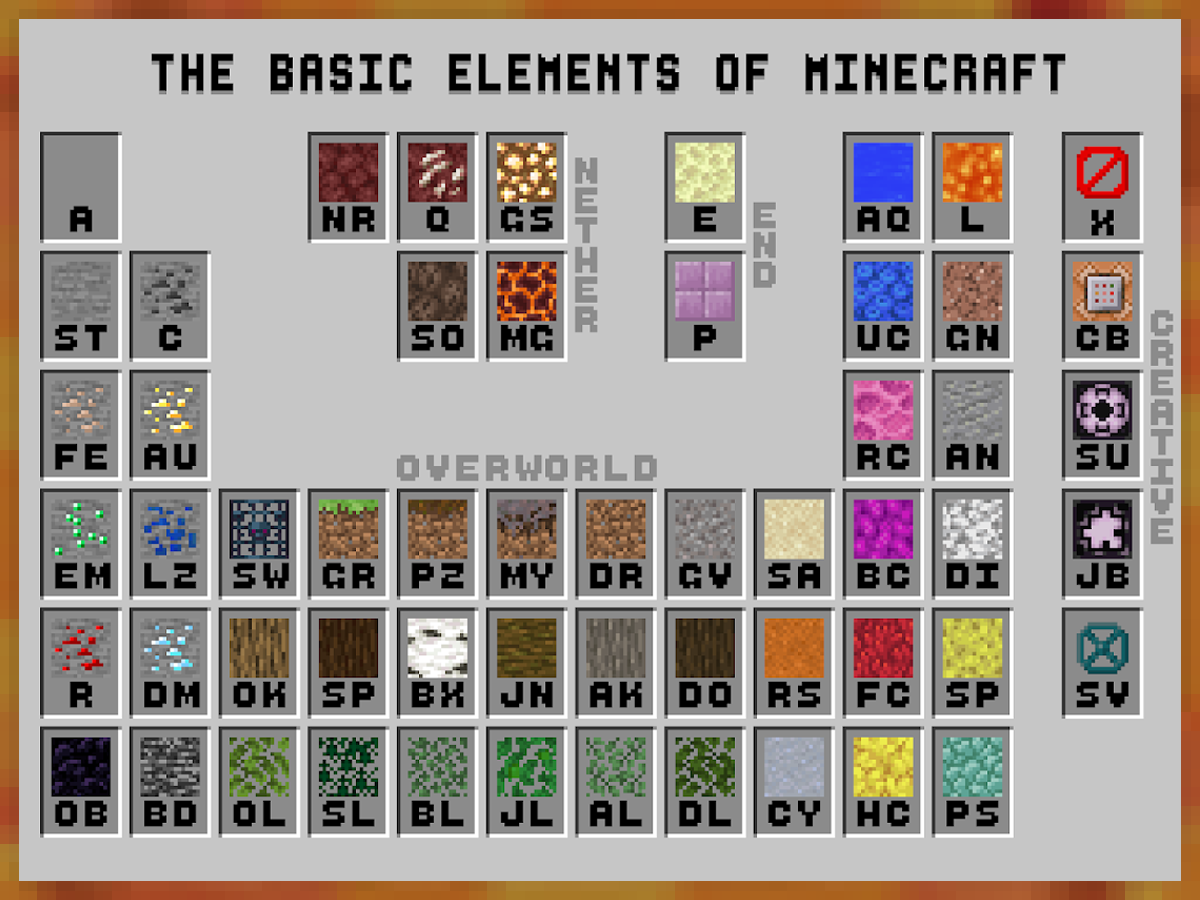 THE BASIC ELEMENTS OF MINECRAFT
A NR Q GS E AQ L X
NETHER
END
ST C SO MG P UC GN CB
CREATIVE
FE AU RC AN SU
OVERWORLD
EM LZ SW GR PZ MY DR GV SA BC DI JB
R DM OK SP BX JN AK DO RS FC SP SV
OB BD OL SL BL JL AL DL CY HC PS